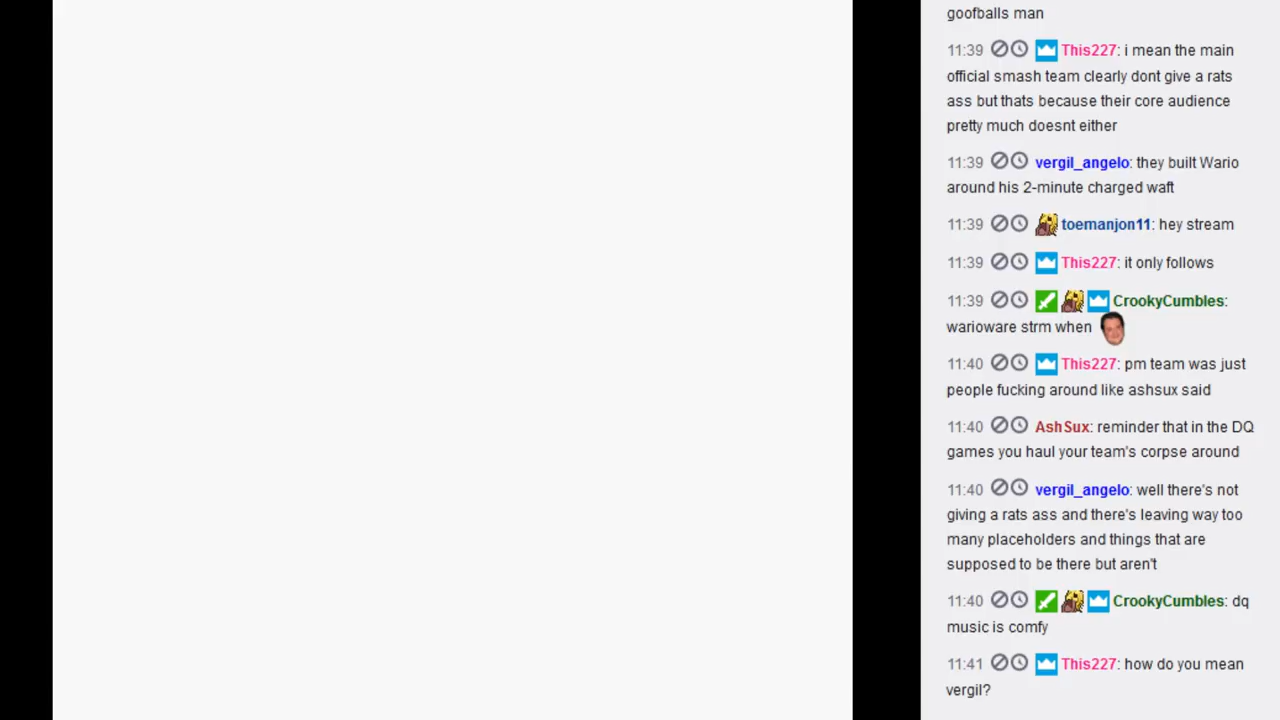 goofballs man
11:39 This227: i mean the main
official smash team clearly dont give a rats
ass but thats because their core audience
pretty much doesnt either
11:39 vergil_angelo: they built Wario
around his 2-minute charged waft
11:39 toemanjon11: hey stream
11:39 This227: it only follows
11:39 CrookyCumbles:
warioware strm when
11:40 This227: pm team was just
people fucking around like ashsux said
11:40 AshSux: reminder that in the DQ
games you haul your team's corpse around
11:40 vergil_angelo: well there's not
giving a rats ass and there's leaving way too
many placeholders and things that are
supposed to be there but aren't
11:40 CrookyCumbles: dq
music is comfy
11:41 This227: how do you mean
vergil?